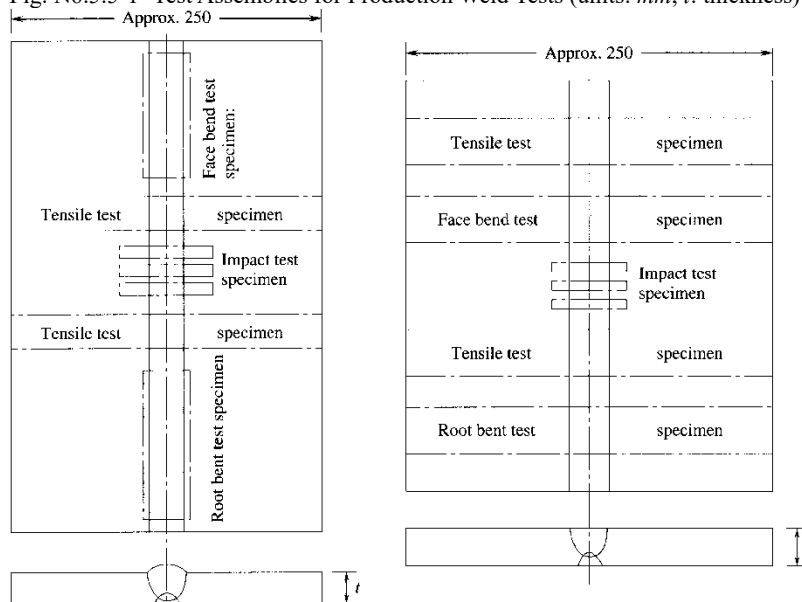 Fig. No.5.5-1 Test Assemblies for Production Weld Tests (units: mm, t: thickness)
Approx. 250
Face bend test
specimen:
Tensile test specimen
Impact test
specimen
Tensile test specimen
Root bent test specimen
t
Approx. 250
Tensile test specimen
Face bend test specimen
Impact test
specimen
Tensile test specimen
Root bent test specimen